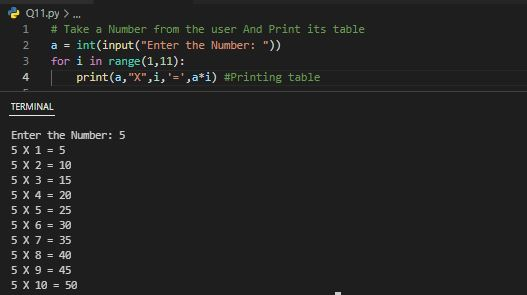 Q11.py > ...
1 # Take a Number from the user And Print its table
2 a = int(input("Enter the Number: "))
3 for i in range(1,11):
4 print(a,"X",i,'=',a*i) #Printing table
TERMINAL
Enter the Number: 5
5 X 1 = 5
5 X 2 = 10
5 X 3 = 15
5 X 4 = 20
5 X 5 = 25
5 X 6 = 30
5 X 7 = 35
5 X 8 = 40
5 X 9 = 45
5 X 10 = 50